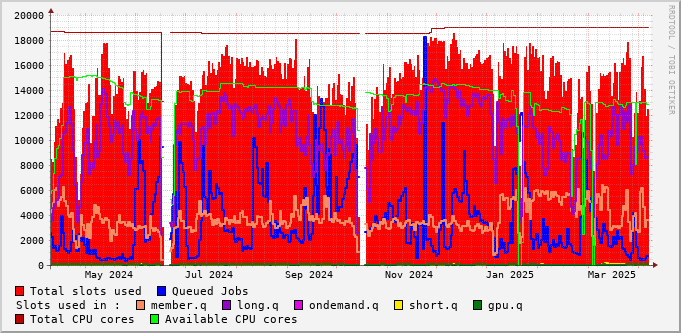 20000
18000
16000
14000
12000
10000
8000
6000
4000
2000
0
May 2024 Jul 2024 Sep 2024 Nov 2024 Jan 2025 Mar 2025
RRDTOOL / TOBI OETIKER
Total slots used Queued Jobs
Slots used in : member.q long.q ondemand.q short.q gpu.q
Total CPU cores Available CPU cores